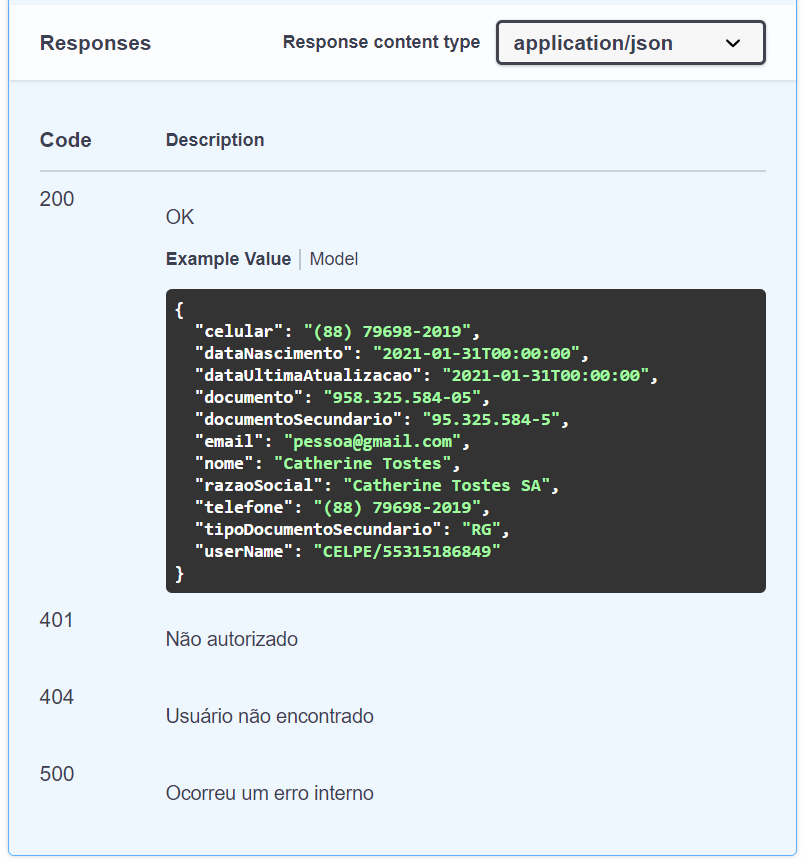 Responses
Response content type
application/json
Code
Description
200
OK
Example Value | Model
{
  "celular": "(88) 79698-2019",
  "dataNascimento": "2021-01-31T00:00:00",
  "dataUltimaAtualizacao": "2021-01-31T00:00:00",
  "documento": "958.325.584-05",
  "documentoSecundario": "95.325.584-5",
  "email": "pessoa@gmail.com",
  "nome": "Catherine Tostes",
  "razaoSocial": "Catherine Tostes SA",
  "telefone": "(88) 79698-2019",
  "tipoDocumentoSecundario": "RG",
  "userName": "CELPE/55315186849"
}
401
Não autorizado
404
Usuário não encontrado
500
Ocorreu um erro interno